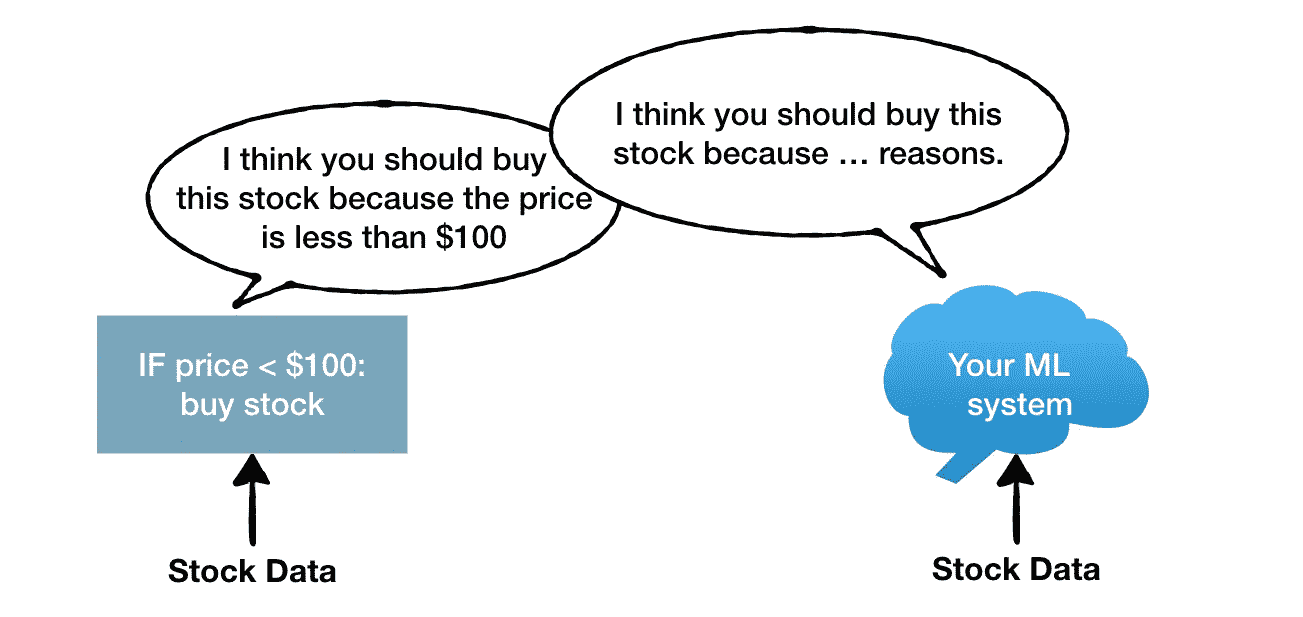 I think you should buy
this stock because the price
is less than $100
I think you should buy this
stock because … reasons.
IF price < $100:
buy stock
Your ML
system
Stock Data
Stock Data